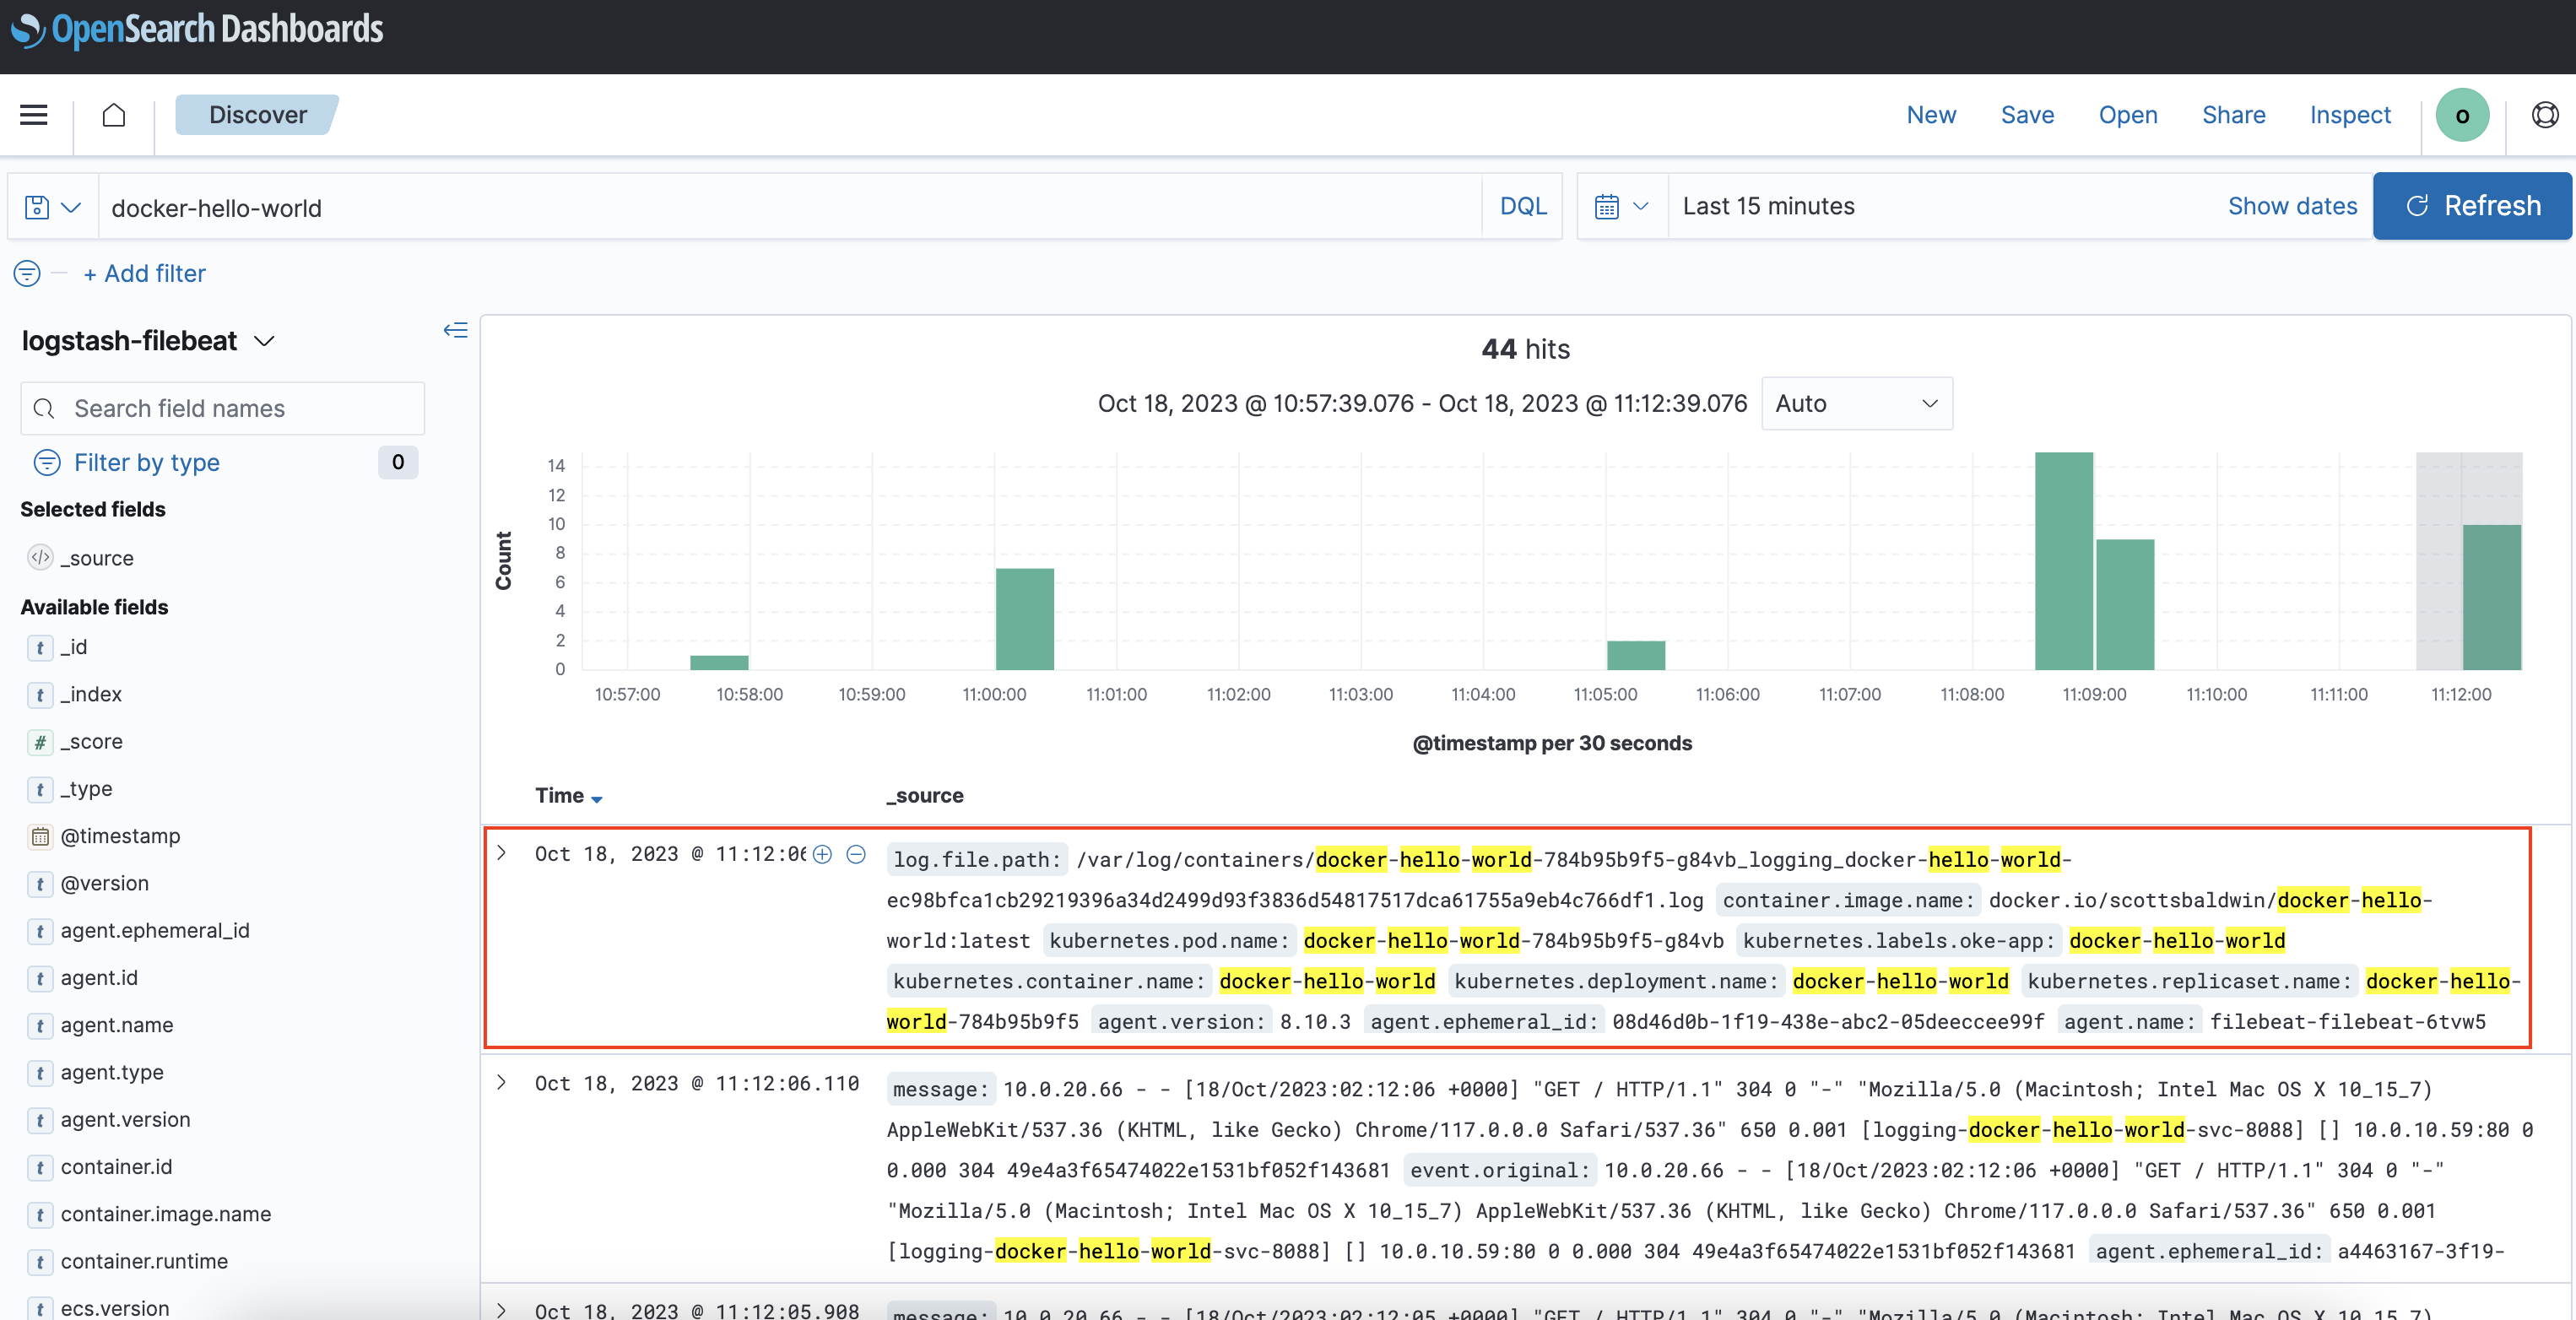 OpenSearch Dashboards
Discover
New Save Open Share Inspect o
docker-hello-world DQL Last 15 minutes Show dates Refresh
+ Add filter
logstash-filebeat
Search field names
Filter by type 0
Selected fields
_source
Available fields
t _id
t _index
# _score
t _type
@timestamp
t @version
t agent.ephemeral_id
t agent.id
t agent.name
t agent.type
t agent.version
t container.id
t container.image.name
t container.runtime
t ecs.version
44 hits
Oct 18, 2023 @ 10:57:39.076 - Oct 18, 2023 @ 11:12:39.076 Auto
Count
14
12
10
8
6
4
2
0
10:57:00 10:58:00 10:59:00 11:00:00 11:01:00 11:02:00 11:03:00 11:04:00 11:05:00 11:06:00 11:07:00 11:08:00 11:09:00 11:10:00 11:11:00 11:12:00
@timestamp per 30 seconds
Time _source
Oct 18, 2023 @ 11:12:06 log.file.path: /var/log/containers/docker-hello-world-784b95b9f5-g84vb_logging_docker-hello-world-
ec98bfca1cb29219396a34d2499d93f3836d54817517dca61755a9eb4c766df1.log container.image.name: docker.io/scottsbaldwin/docker-hello-
world:latest kubernetes.pod.name: docker-hello-world-784b95b9f5-g84vb kubernetes.labels.oke-app: docker-hello-world
kubernetes.container.name: docker-hello-world kubernetes.deployment.name: docker-hello-world kubernetes.replicaset.name: docker-hello-
world-784b95b9f5 agent.version: 8.10.3 agent.ephemeral_id: 08d46d0b-1f19-438e-abc2-05deeccee99f agent.name: filebeat-filebeat-6tvw5
Oct 18, 2023 @ 11:12:06.110 message: 10.0.20.66 - - [18/Oct/2023:02:12:06 +0000] "GET / HTTP/1.1" 304 0 "-" "Mozilla/5.0 (Macintosh; Intel Mac OS X 10_15_7)
AppleWebKit/537.36 (KHTML, like Gecko) Chrome/117.0.0.0 Safari/537.36" 650 0.001 [logging-docker-hello-world-svc-8088] [] 10.0.10.59:80 0
0.000 304 49e4a3f65474022e1531bf052f143681 event.original: 10.0.20.66 - - [18/Oct/2023:02:12:06 +0000] "GET / HTTP/1.1" 304 0 "-"
"Mozilla/5.0 (Macintosh; Intel Mac OS X 10_15_7) AppleWebKit/537.36 (KHTML, like Gecko) Chrome/117.0.0.0 Safari/537.36" 650 0.001
[logging-docker-hello-world-svc-8088] [] 10.0.10.59:80 0 0.000 304 49e4a3f65474022e1531bf052f143681 agent.ephemeral_id: a4463167-3f19-
Oct 18, 2023 @ 11:12:05.908 message: 10.0.20.66 - - [18/Oct/2023:02:12:05 +0000] "GET / HTTP/1.1" 304 0 "-" "Mozilla/5.0 (Macintosh; Intel Mac OS X 10_15_7)